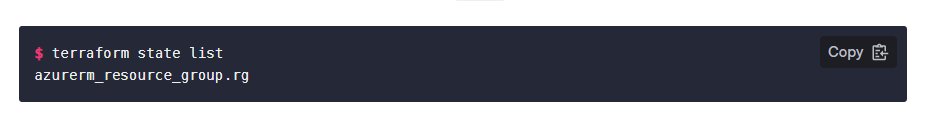 $ terraform state list
Copy
azurerm_resource_group.rg